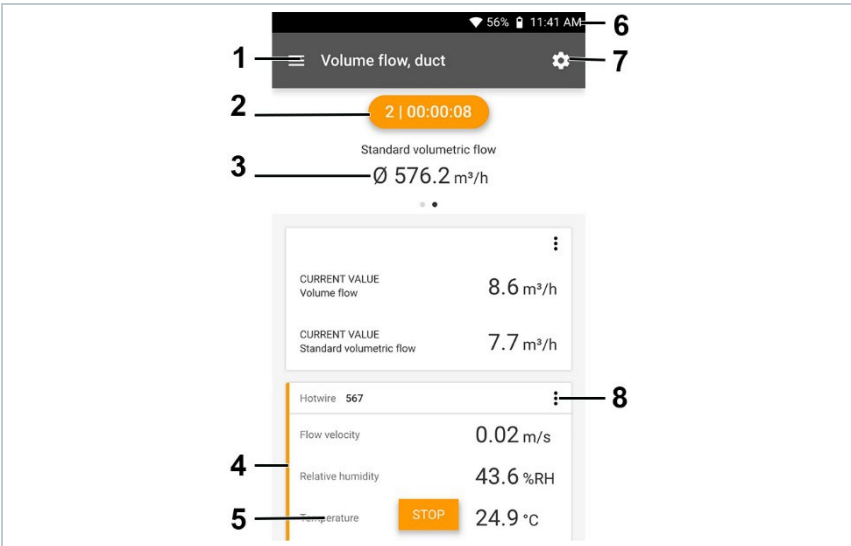 56% 11:41 AM 6
1 Volume flow, duct 7
2 2 | 00:00:08
Standard volumetric flow
3 Ø 576.2 m³/h
CURRENT VALUE
Volume flow 8.6 m³/h
CURRENT VALUE
Standard volumetric flow 7.7 m³/h
Hotwire 567 8
Flow velocity 0.02 m/s
4 Relative humidity 43.6 %RH
5 Temperature STOP 24.9 °C